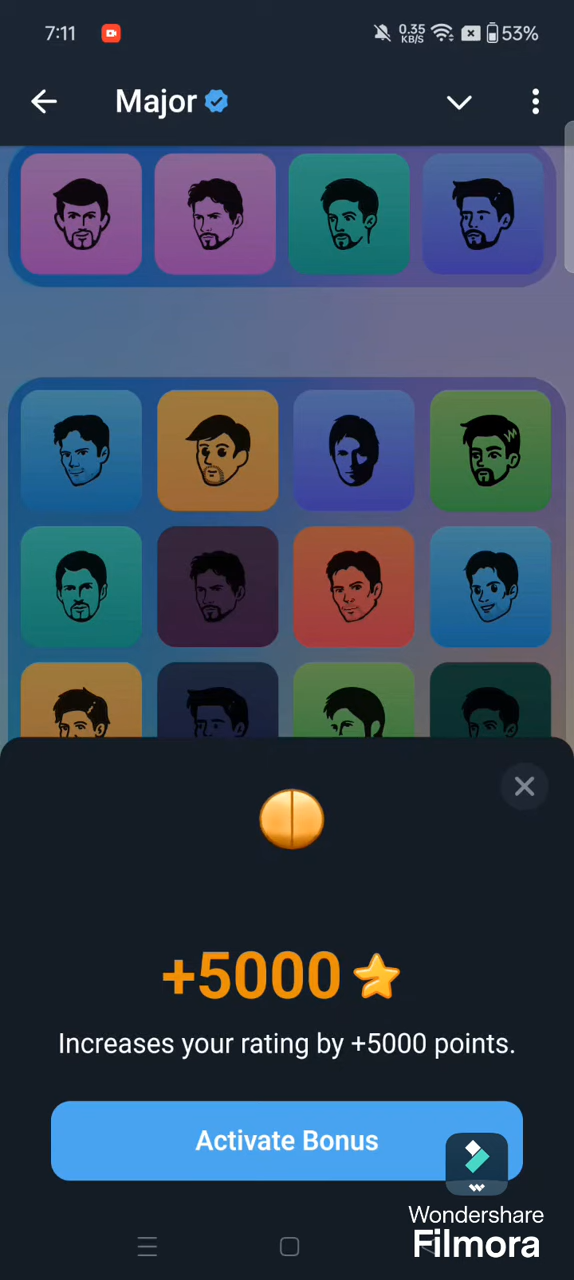 7:11
0.35
KB/S
53%
Major
+5000
Increases your rating by +5000 points.
Activate Bonus
Wondershare
Filmora